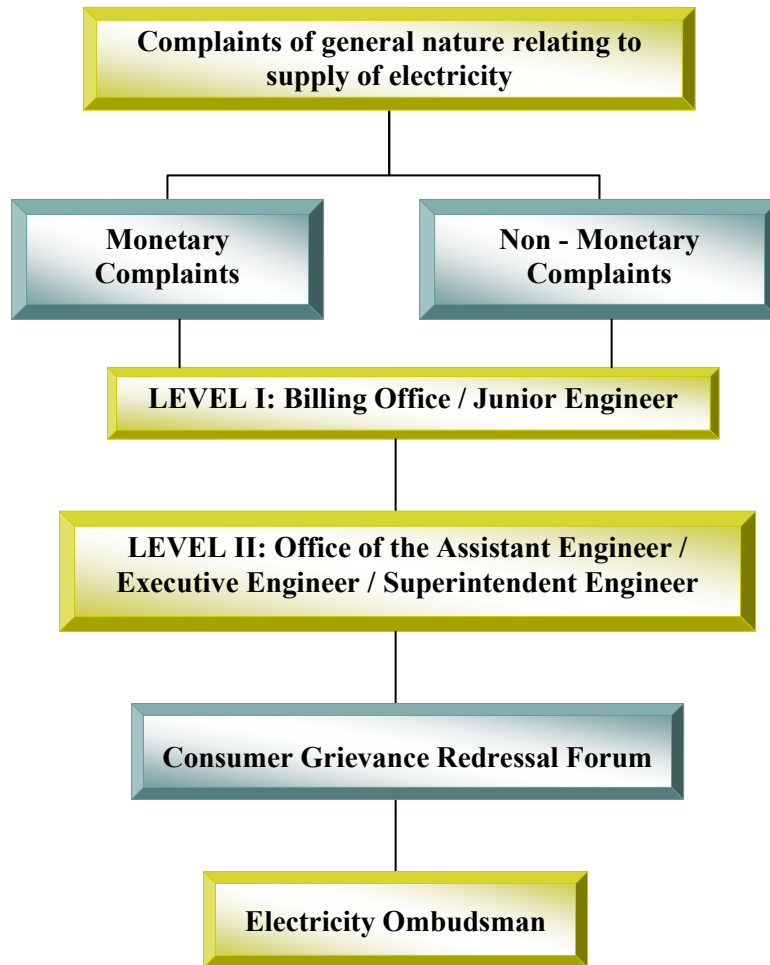 Complaints of general nature relating to
supply of electricity
Monetary
Complaints
Non - Monetary
Complaints
LEVEL I: Billing Office / Junior Engineer
LEVEL II: Office of the Assistant Engineer /
Executive Engineer / Superintendent Engineer
Consumer Grievance Redressal Forum
Electricity Ombudsman